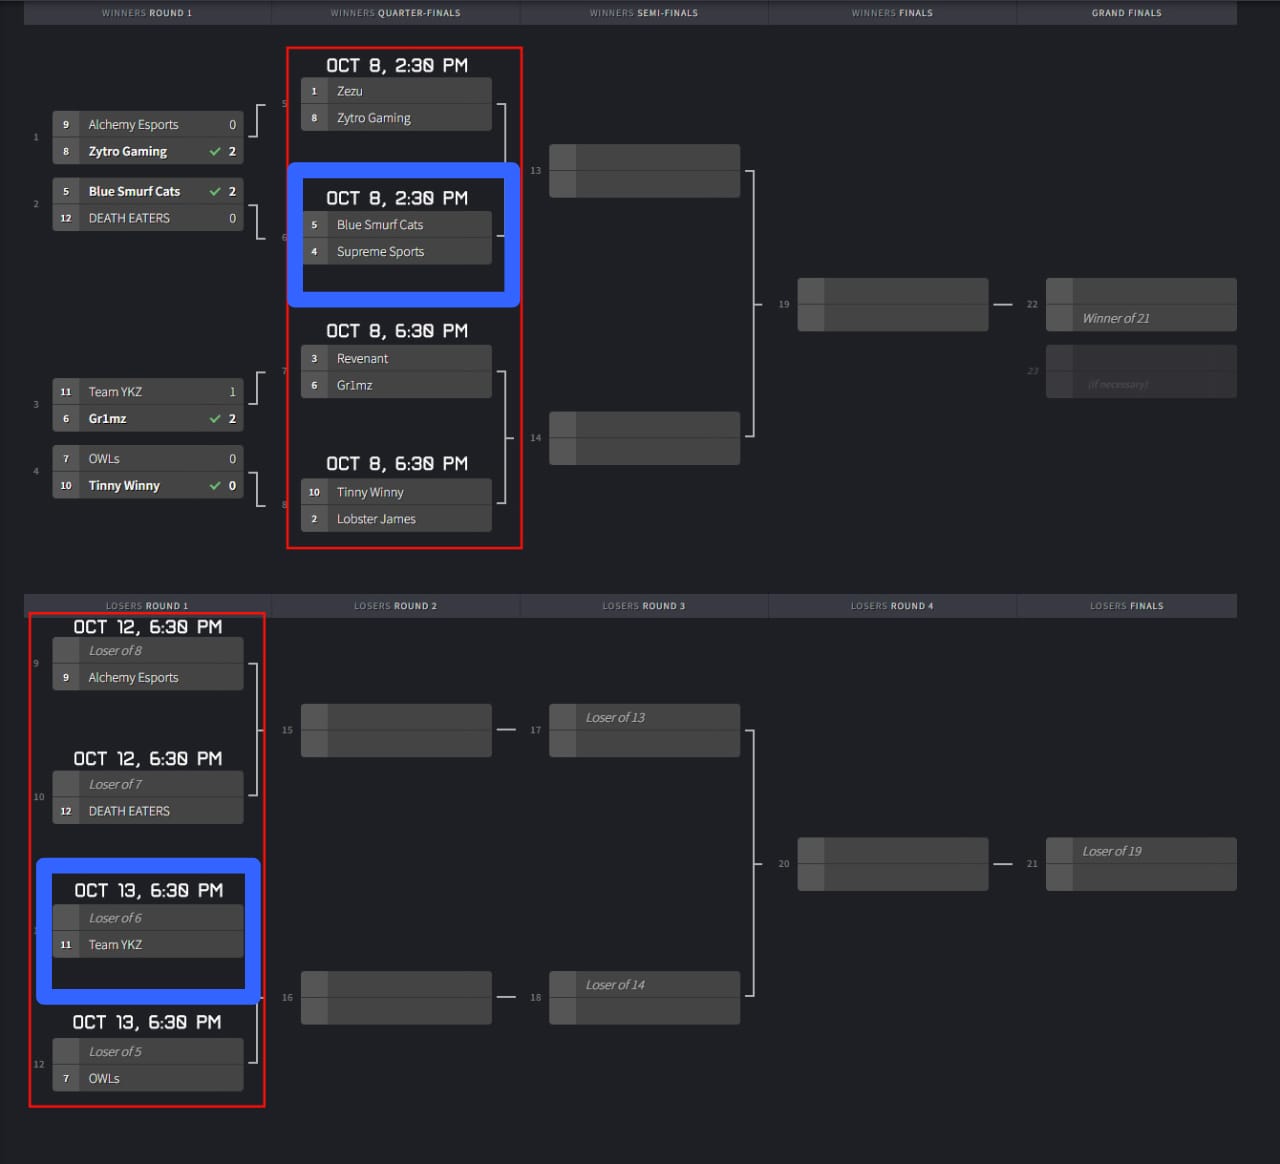 WINNERS ROUND 1
WINNERS QUARTER-FINALS
WINNERS SEMI-FINALS
WINNERS FINALS
GRAND FINALS
1
9 Alchemy Esports 0
8 Zytro Gaming ✓ 2
2
5 Blue Smurf Cats ✓ 2
12 DEATH EATERS 0
3
11 Team YKZ 1
6 Gr1mz ✓ 2
4
7 OWLs 0
10 Tinny Winny ✓ 0
OCT 8, 2:30 PM
5
1 Zezu
8 Zytro Gaming
OCT 8, 2:30 PM
6
5 Blue Smurf Cats
4 Supreme Sports
OCT 8, 6:30 PM
7
3 Revenant
6 Gr1mz
OCT 8, 6:30 PM
8
10 Tinny Winny
2 Lobster James
13
14
19
22
Winner of 21
23
(if necessary)
LOSERS ROUND 1
LOSERS ROUND 2
LOSERS ROUND 3
LOSERS ROUND 4
LOSERS FINALS
OCT 12, 6:30 PM
9
Loser of 8
9 Alchemy Esports
OCT 12, 6:30 PM
10
Loser of 7
12 DEATH EATERS
OCT 13, 6:30 PM
Loser of 6
11 Team YKZ
OCT 13, 6:30 PM
12
Loser of 5
7 OWLs
15
16
17
Loser of 13
18
Loser of 14
20
21
Loser of 19